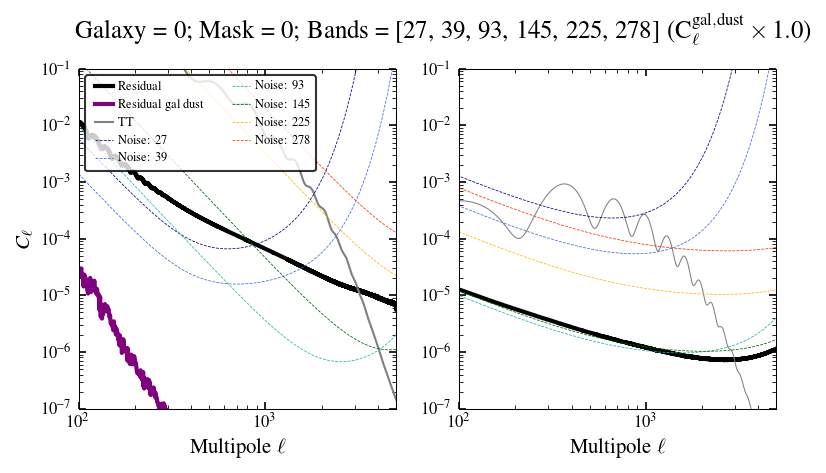 Galaxy = 0; Mask = 0; Bands = [27, 39, 93, 145, 225, 278] (C_ℓ^{gal,dust} × 1.0)
Residual
Residual gal dust
TT
Noise: 27
Noise: 39
Noise: 93
Noise: 145
Noise: 225
Noise: 278
C_ℓ
10^{-1}
10^{-2}
10^{-3}
10^{-4}
10^{-5}
10^{-6}
10^{-7}
10^2
10^3
Multipole ℓ
10^{-1}
10^{-2}
10^{-3}
10^{-4}
10^{-5}
10^{-6}
10^{-7}
10^2
10^3
Multipole ℓ